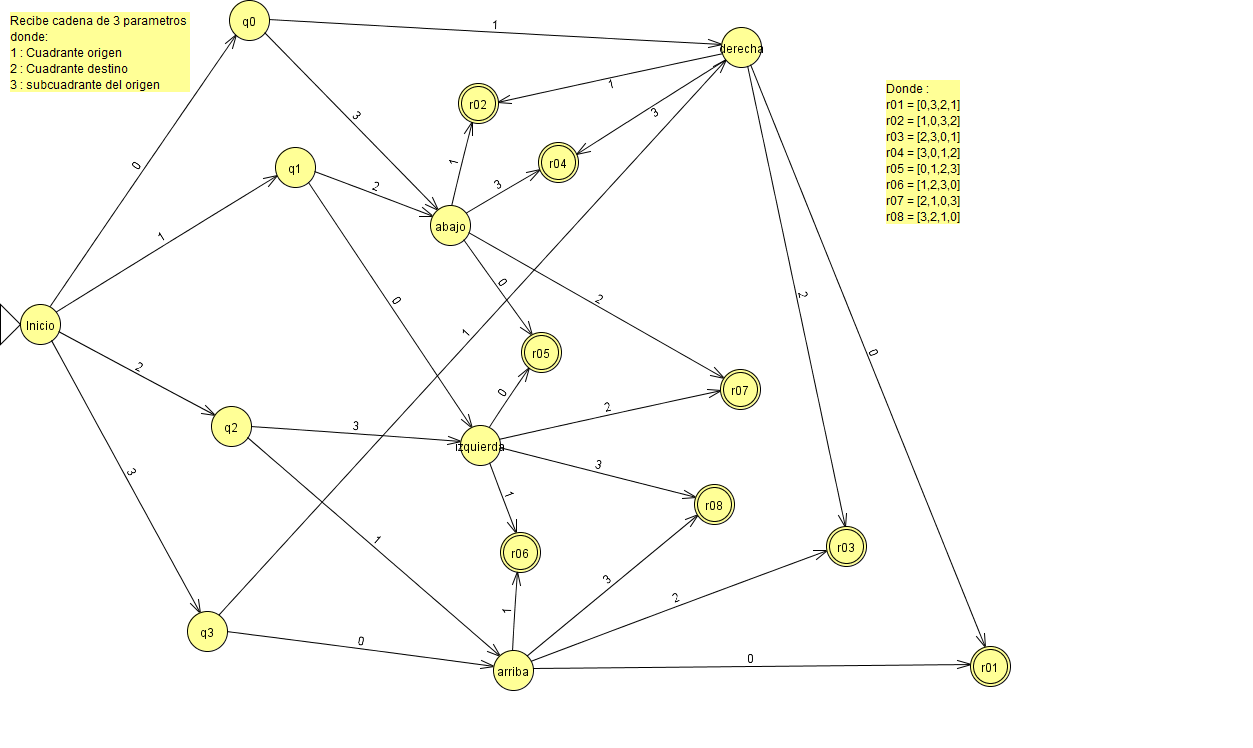 Recibe cadena de 3 parametros
donde:
1 : Cuadrante origen
2 : Cuadrante destino
3 : subcuadrante del origen
q0
1
derecha
Donde :
r01 = [0,3,2,1]
r02 = [1,0,3,2]
r03 = [2,3,0,1]
r04 = [3,0,1,2]
r05 = [0,1,2,3]
r06 = [1,2,3,0]
r07 = [2,1,0,3]
r08 = [3,2,1,0]
1
r02
3
3
0
1
r04
q1
2
3
abajo
1
0
2
0
2
Inicio
1
0
r05
2
0
r07
2
q2
3
izquierda
3
3
1
r08
1
r06
r03
3
2
1
q3
0
arriba
0
r01